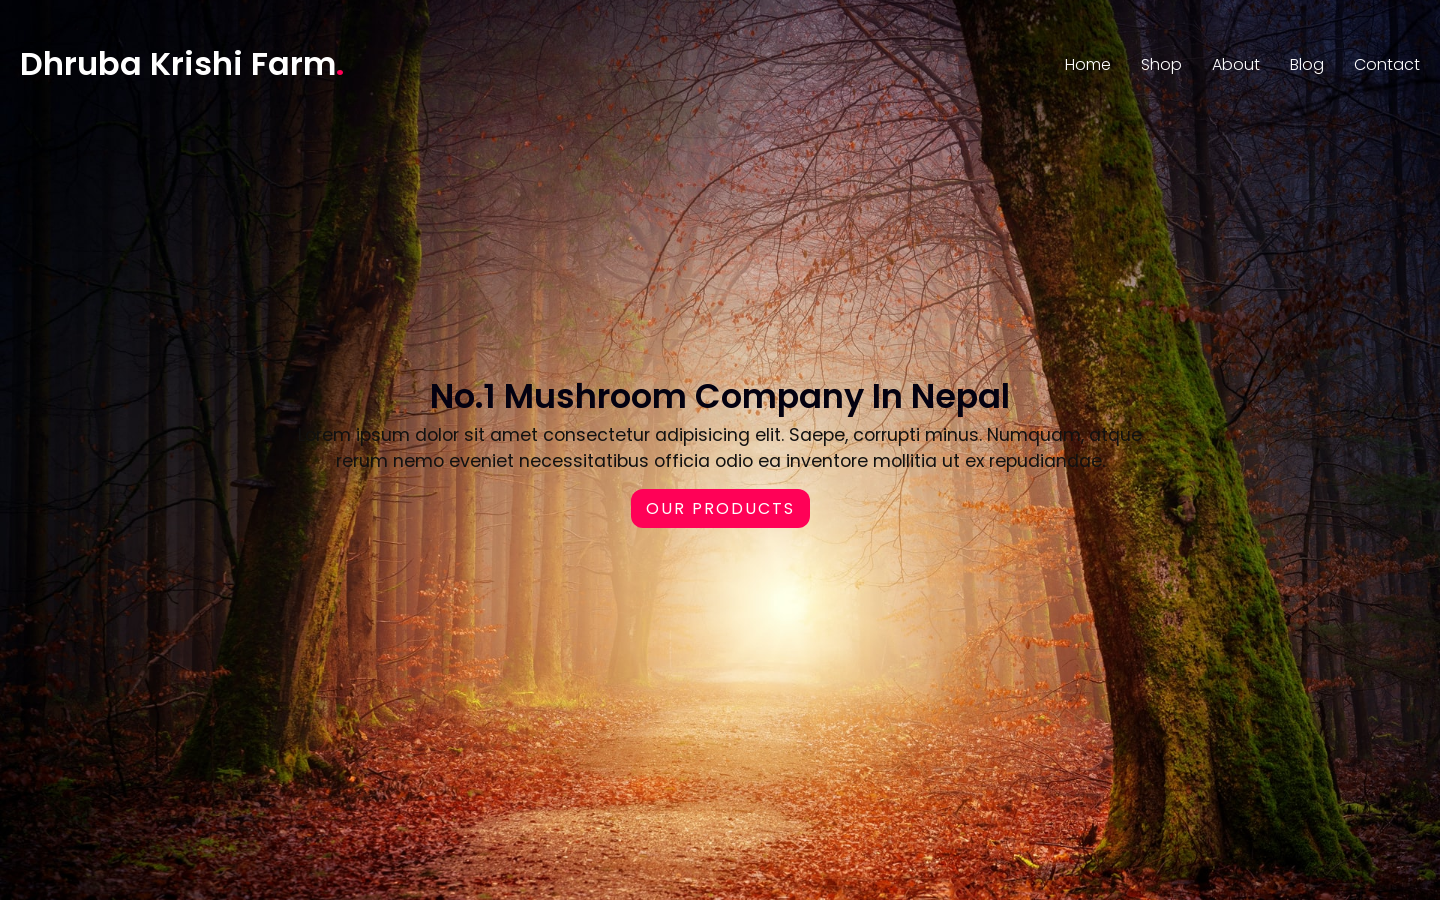 Dhruba Krishi Farm.
Home Shop About Blog Contact
No.1 Mushroom Company In Nepal
Lorem ipsum dolor sit amet consectetur adipisicing elit. Saepe, corrupti minus. Numquam, atque
rerum nemo eveniet necessitatibus officia odio ea inventore mollitia ut ex repudiandae.
OUR PRODUCTS